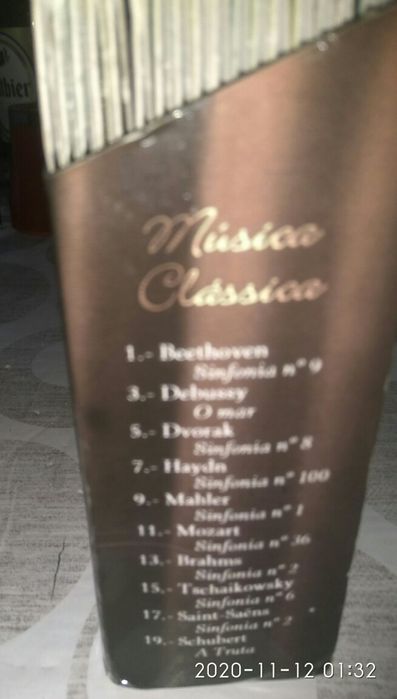 Música
Clássica
1.- Beethoven
Sinfonia nº 9
3.- Debussy
O mar
5.- Dvorak
Sinfonia nº 8
7.- Haydn
Sinfonia nº 100
9.- Mahler
Sinfonia nº 1
11.- Mozart
Sinfonia nº 36
13.- Brahms
Sinfonia nº 2
15.- Tschaikowsky
Sinfonia nº 6
17.- Saint-Saëns
Sinfonia nº 2
19.- Schubert
A Truta
2020-11-12 01:32